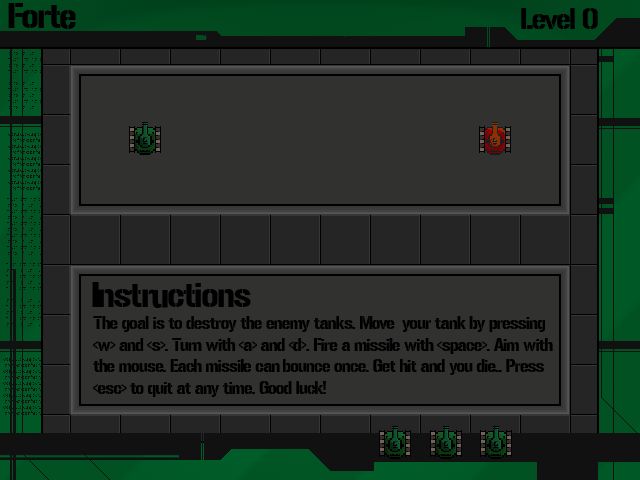 Forte
Level 0
Instructions
The goal is to destroy the enemy tanks. Move your tank by pressing
<w> and <s>. Turn with <a> and <d>. Fire a missile with <space>. Aim with
the mouse. Each missile can bounce once. Get hit and you die.. Press
<esc> to quit at any time. Good luck!